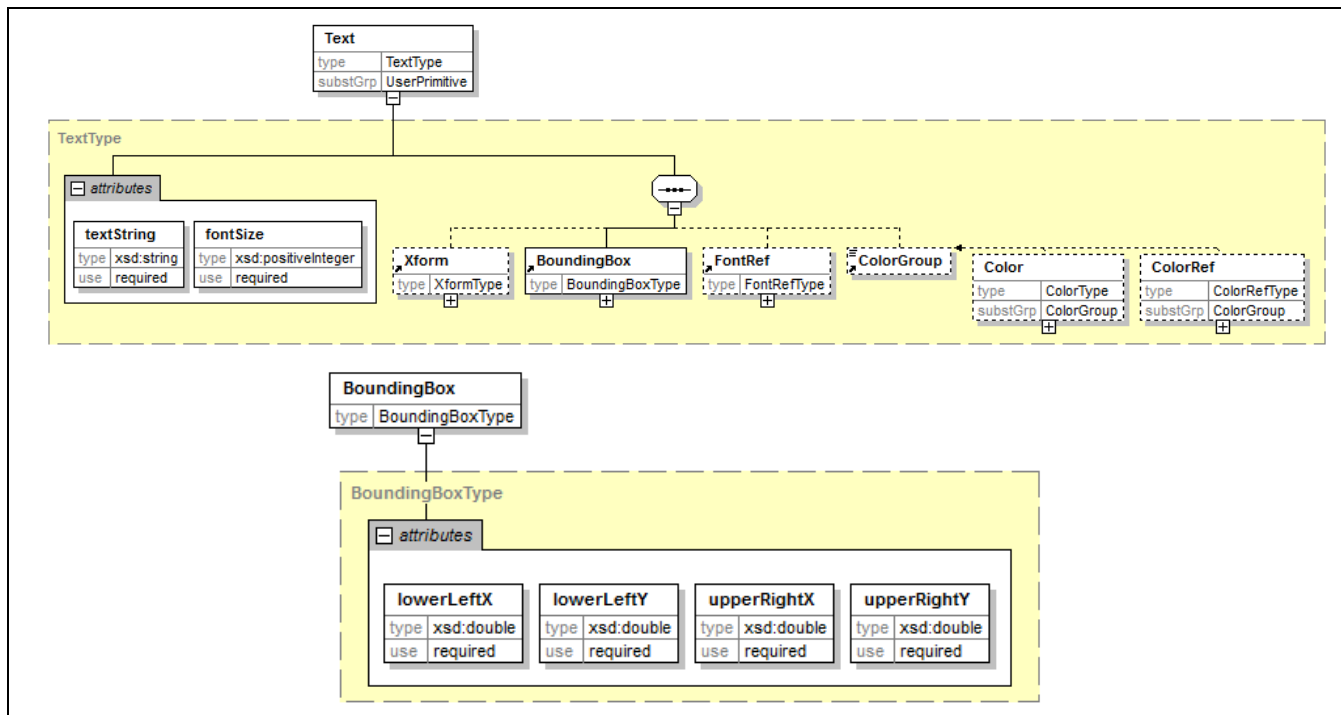 Text
type TextType
substGrp UserPrimitive
TextType
attributes
textString
type xsd:string
use required
fontSize
type xsd:positiveInteger
use required
Xform
type XformType
BoundingBox
type BoundingBoxType
FontRef
type FontRefType
ColorGroup
Color
type ColorType
substGrp ColorGroup
ColorRef
type ColorRefType
substGrp ColorGroup
BoundingBox
type BoundingBoxType
BoundingBoxType
attributes
lowerLeftX
type xsd:double
use required
lowerLeftY
type xsd:double
use required
upperRightX
type xsd:double
use required
upperRightY
type xsd:double
use required